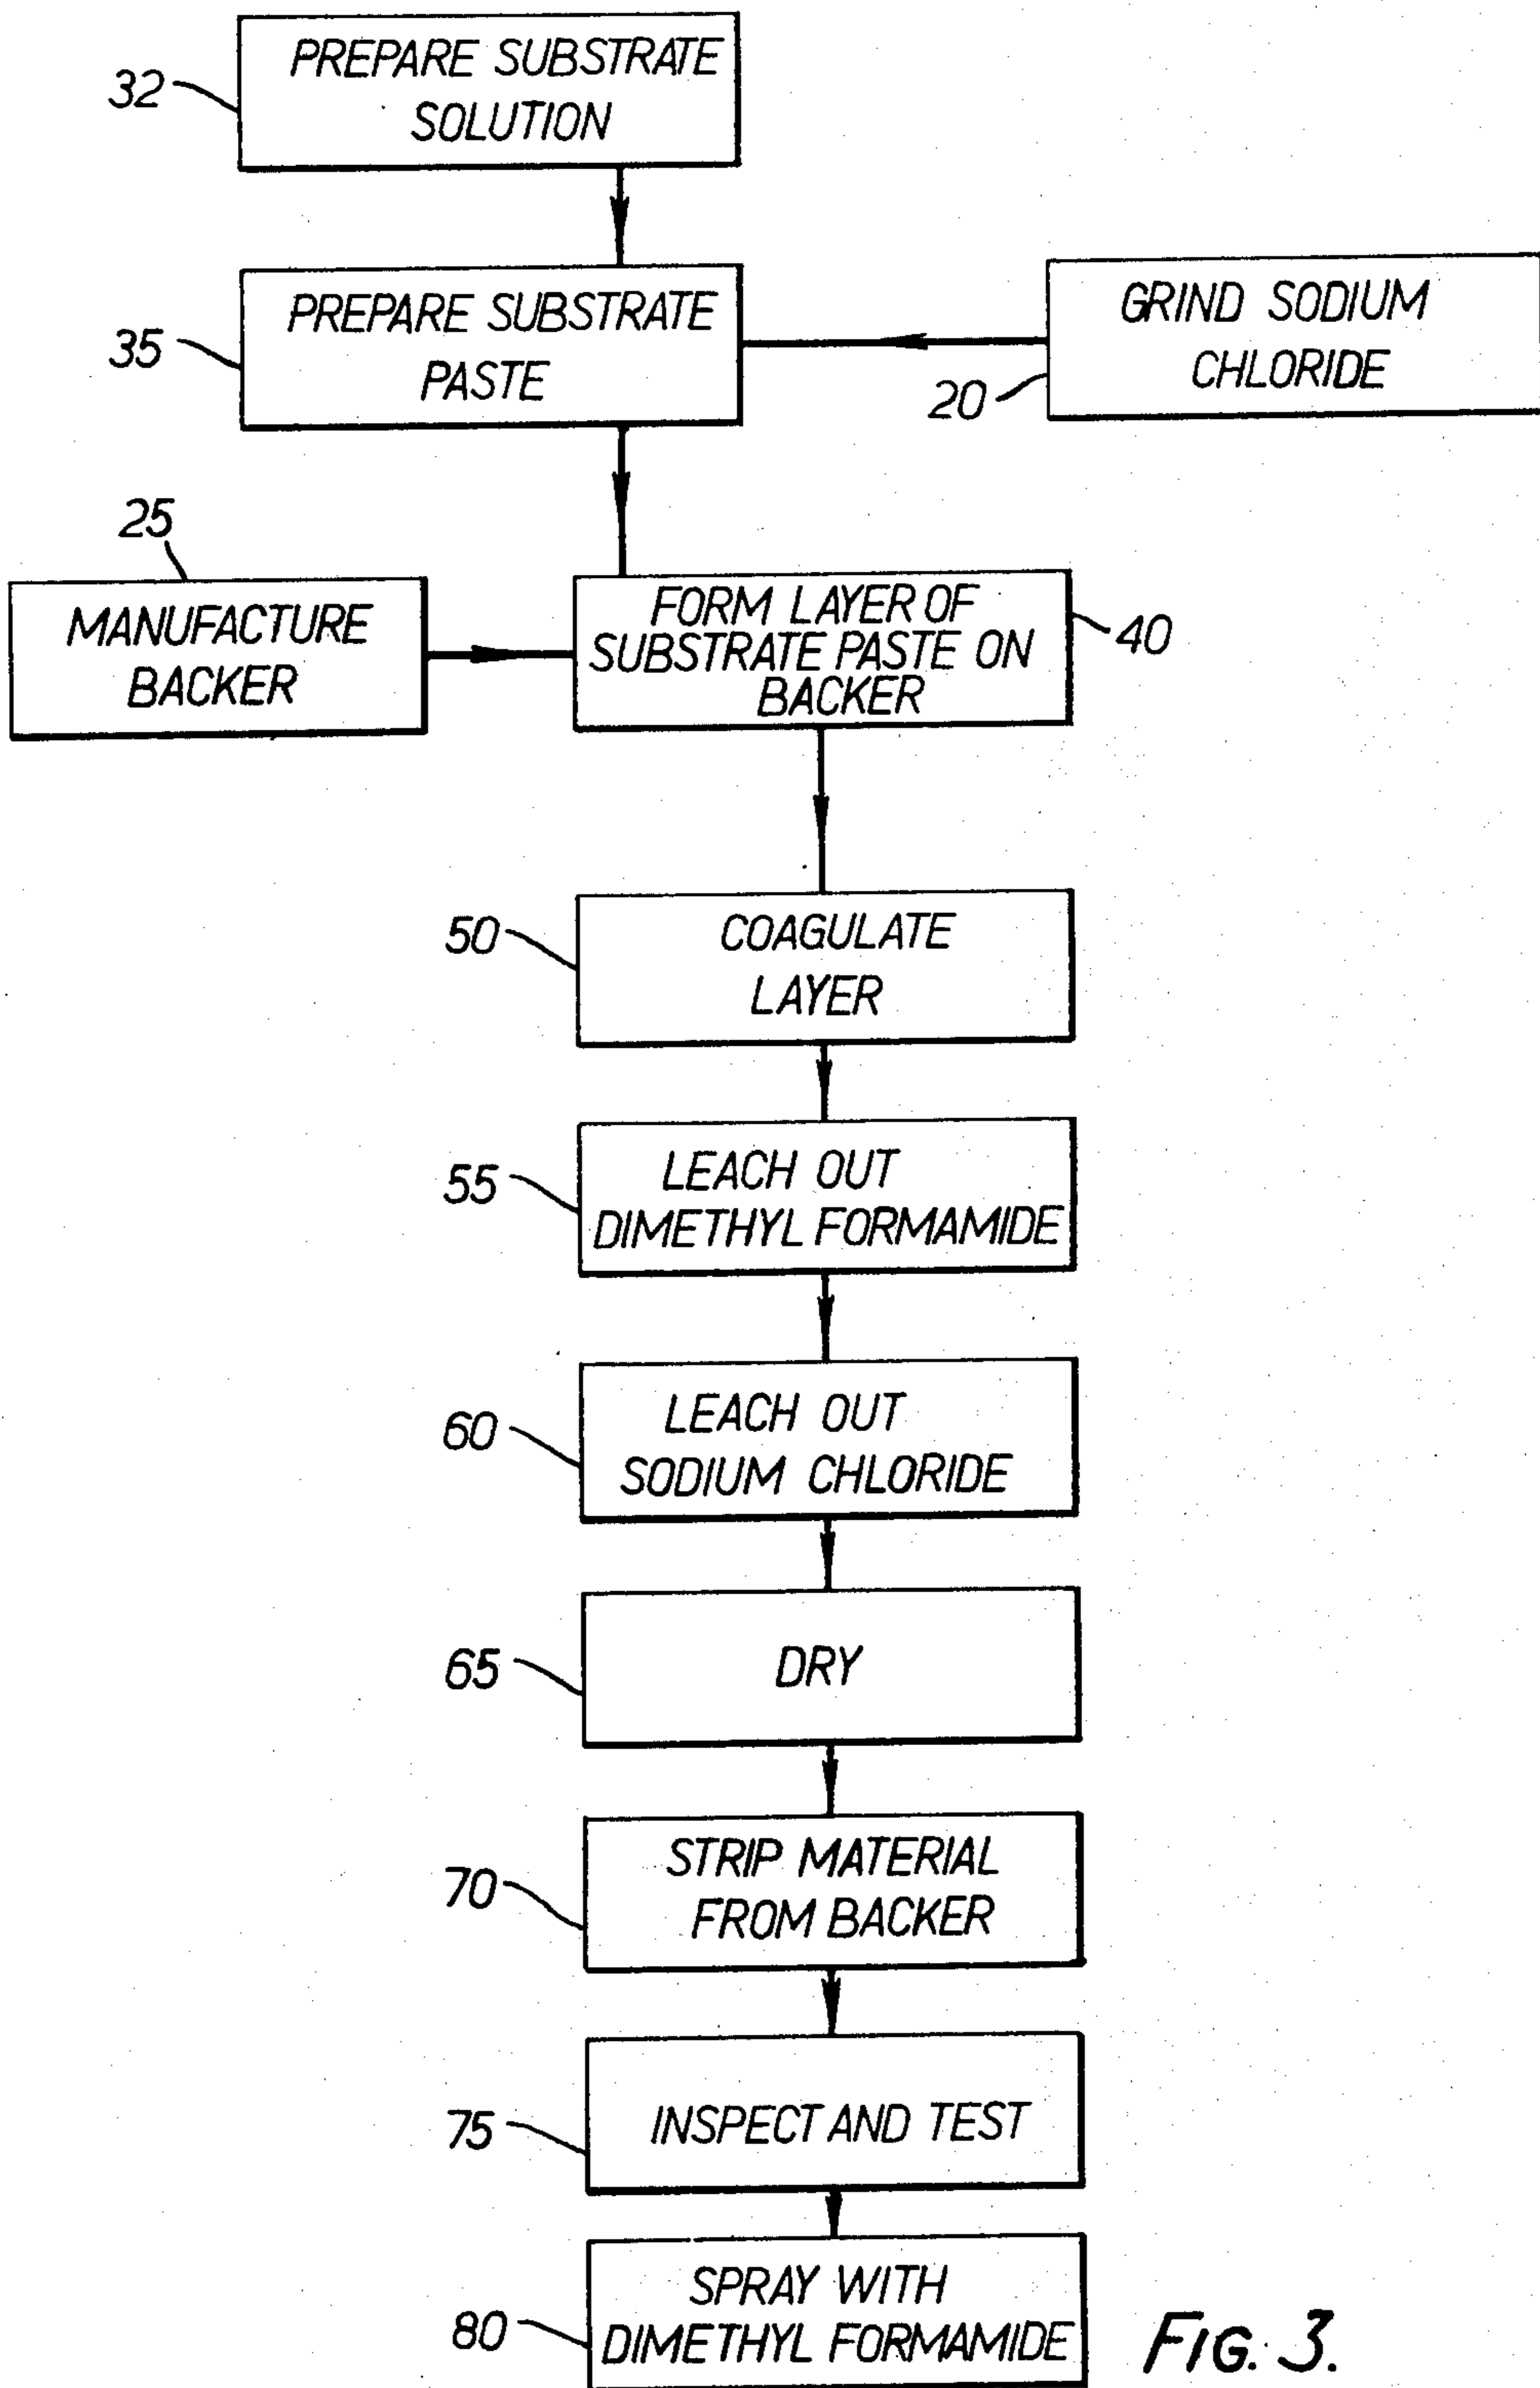 32
PREPARE SUBSTRATE
SOLUTION
35
PREPARE SUBSTRATE
PASTE
20
GRIND SODIUM
CHLORIDE
25
MANUFACTURE
BACKER
FORM LAYER OF
SUBSTRATE PASTE ON
BACKER
40
50
COAGULATE
LAYER
55
LEACH OUT
DIMETHYL FORMAMIDE
60
LEACH OUT
SODIUM CHLORIDE
65
DRY
70
STRIP MATERIAL
FROM BACKER
75
INSPECT AND TEST
80
SPRAY WITH
DIMETHYL FORMAMIDE
FIG. 3.